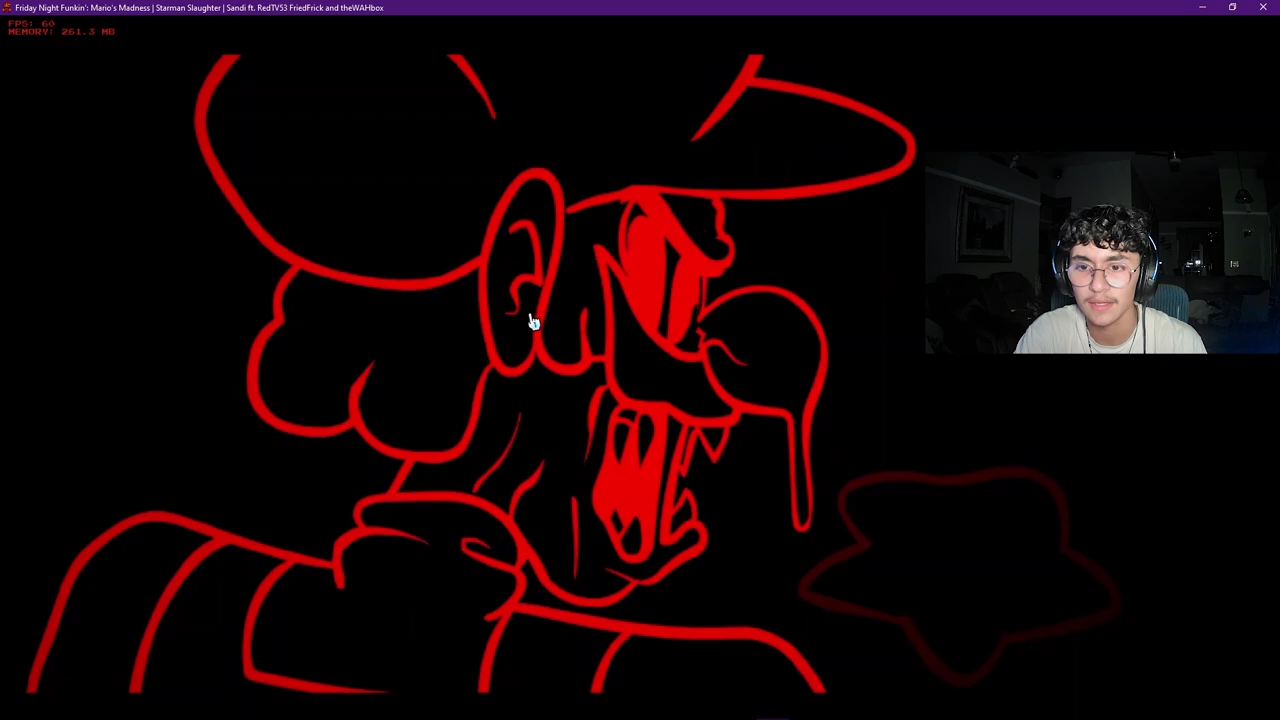 Friday Night Funkin': Mario's Madness | Starman Slaughter | Sandi ft. RedTV53 FriedFrick and theWAHbox
FPS: 60
MEMORY: 261.3 MB